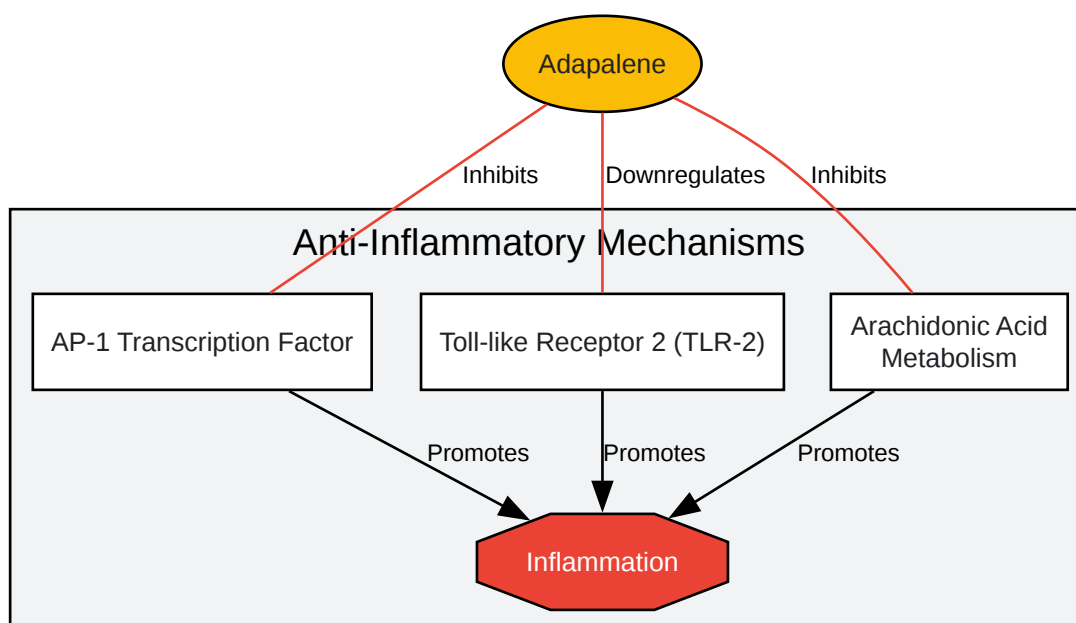 Adapalene
Inhibits
Downregulates
Inhibits
Anti-Inflammatory Mechanisms
AP-1 Transcription Factor
Toll-like Receptor 2 (TLR-2)
Arachidonic Acid
Metabolism
Promotes
Promotes
Promotes
Inflammation